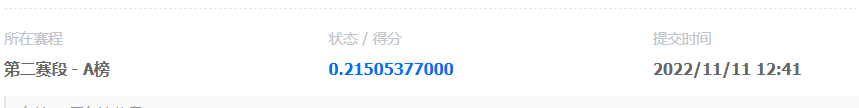 所在赛程
状态 / 得分
提交时间
第二赛段 - A榜
0.21505377000
2022/11/11 12:41